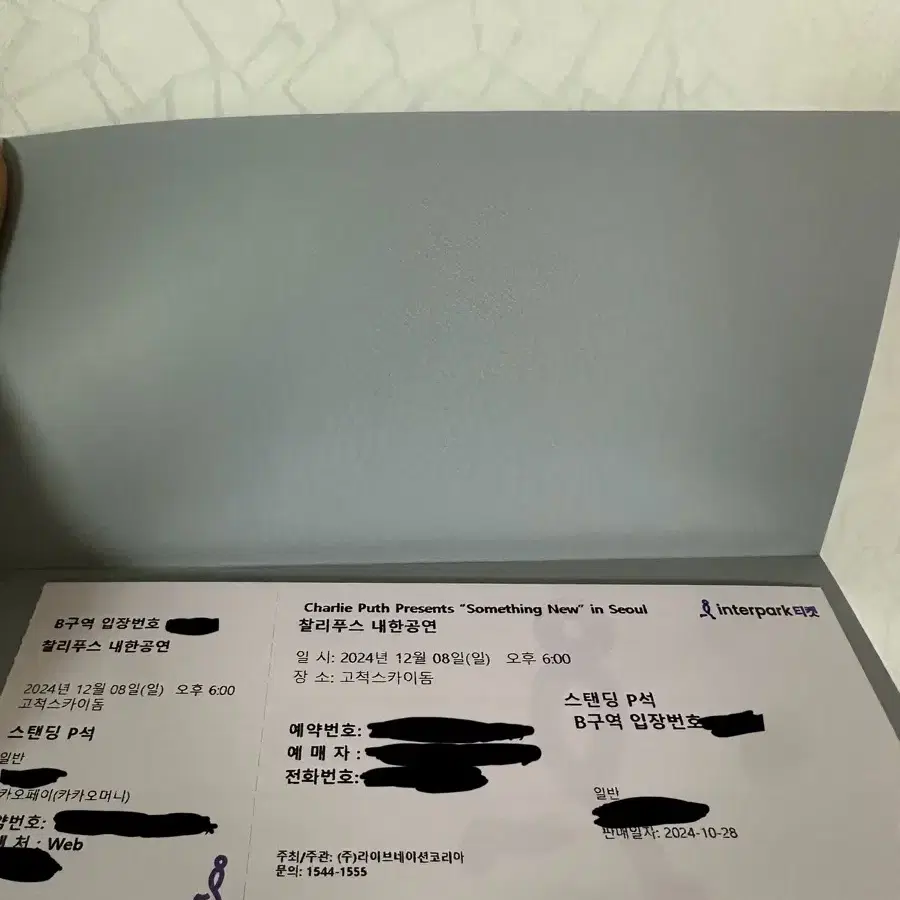 B구역 입장번호
찰리푸스 내한공연
2024년 12월 08일(일) 오후 6:00
고척스카이돔
스탠딩 P석
일반
카오페이(카카오머니)
약번호:
처 : Web
Charlie Puth Presents "Something New" in Seoul
찰리푸스 내한공연
일 시: 2024년 12월 08일(일) 오후 6:00
장 소: 고척스카이돔
예약번호:
예 매 자 :
전화번호:
주최/주관: (주)라이브네이션코리아
문의: 1544-1555
interpark티켓
스탠딩 P석
B구역 입장번호
일반
판매일자: 2024-10-28